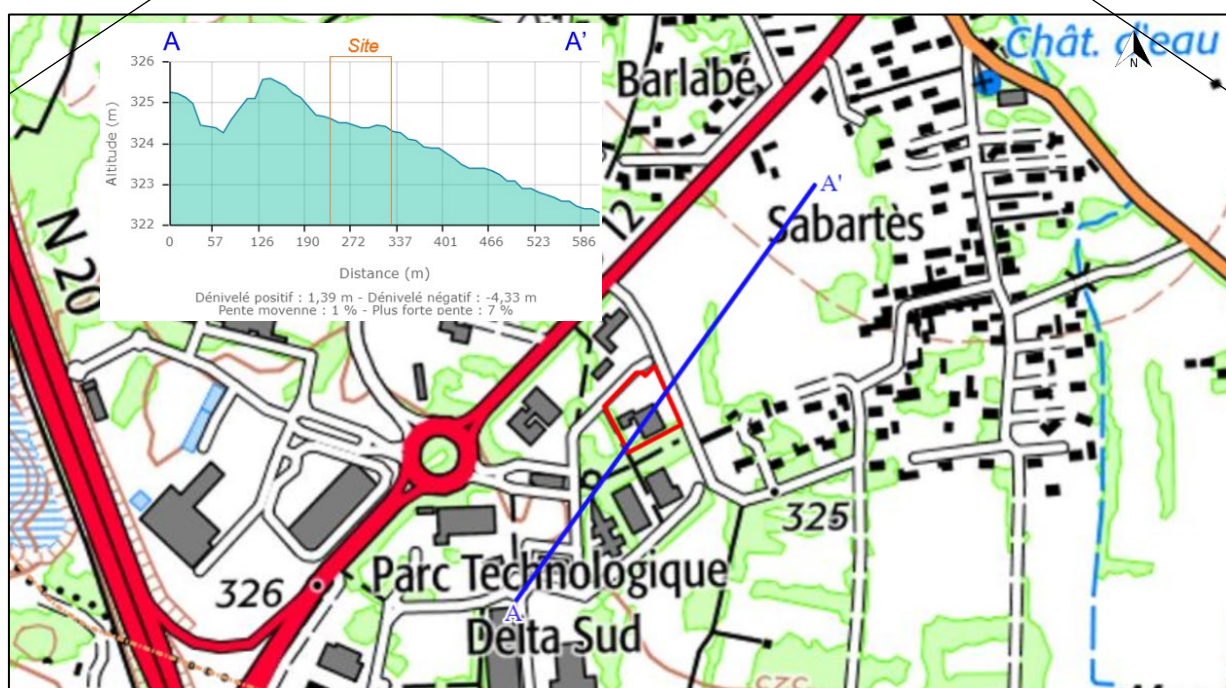 A
Site
A'
326
325
324
323
322
Altitude (m)
0 57 126 190 272 337 401 466 523 586
Distance (m)
Dénivelé positif : 1,39 m - Dénivelé négatif : -4,33 m
Pente moyenne : 1 % - Plus forte pente : 7 %
Chât. d'eau
N
Barlabé
N 20
12
A'
Sabartès
325
326
Parc Technologique
A
Delta Sud